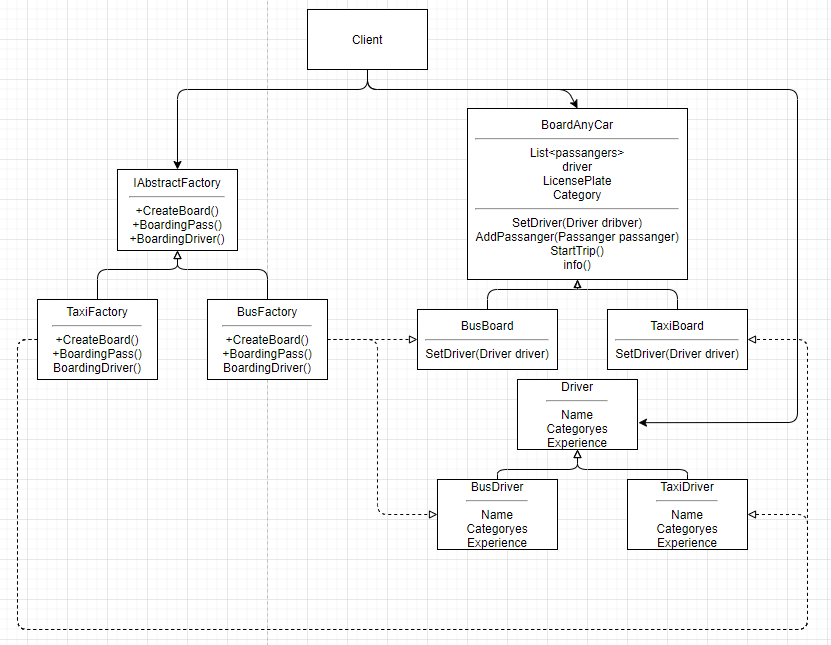 Client
BoardAnyCar
List<passangers>
driver
LicensePlate
Category
SetDriver(Driver dribver)
AddPassanger(Passanger passanger)
StartTrip()
info()
IAbstractFactory
+CreateBoard()
+BoardingPass()
+BoardingDriver()
TaxiFactory
+CreateBoard()
+BoardingPass()
BoardingDriver()
BusFactory
+CreateBoard()
+BoardingPass()
BoardingDriver()
BusBoard
SetDriver(Driver driver)
TaxiBoard
SetDriver(Driver driver)
Driver
Name
Categoryes
Experience
BusDriver
Name
Categoryes
Experience
TaxiDriver
Name
Categoryes
Experience